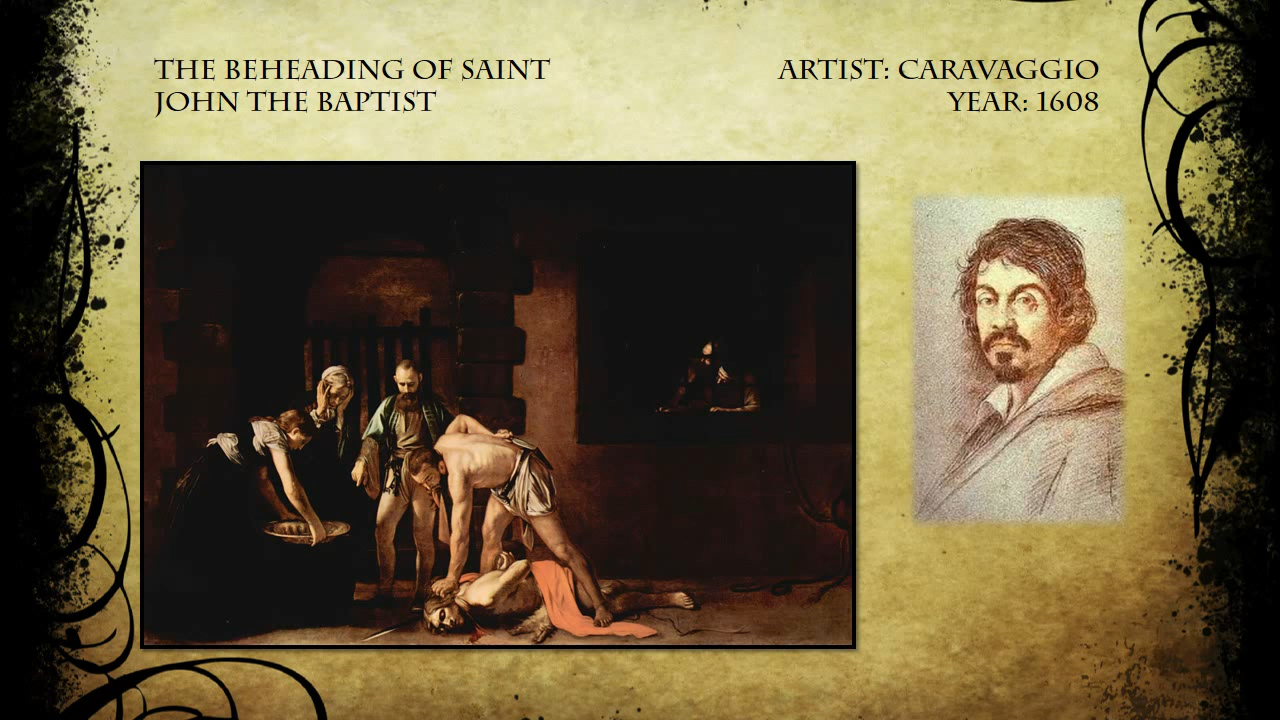 THE BEHEADING OF SAINT
JOHN THE BAPTIST
ARTIST: CARAVAGGIO
YEAR: 1608